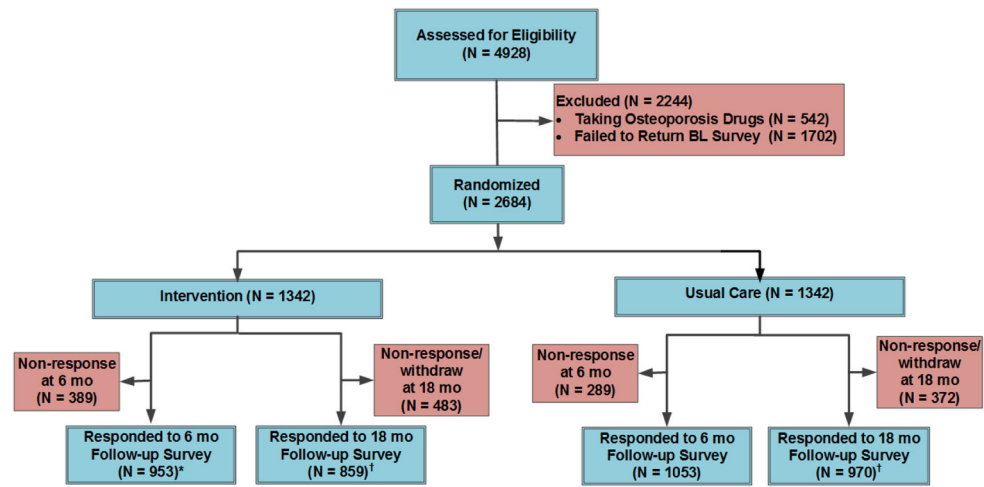 Assessed for Eligibility
(N = 4928)
Excluded (N = 2244)
• Taking Osteoporosis Drugs (N = 542)
• Failed to Return BL Survey (N = 1702)
Randomized
(N = 2684)
Intervention (N = 1342)
Usual Care (N = 1342)
Non-response
at 6 mo
(N = 389)
Non-response/
withdraw
at 18 mo
(N = 483)
Non-response
at 6 mo
(N = 289)
Non-response/
withdraw
at 18 mo
(N = 372)
Responded to 6 mo
Follow-up Survey
(N = 953)*
Responded to 18 mo
Follow-up Survey
(N = 859)†
Responded to 6 mo
Follow-up Survey
(N = 1053)
Responded to 18 mo
Follow-up Survey
(N = 970)†